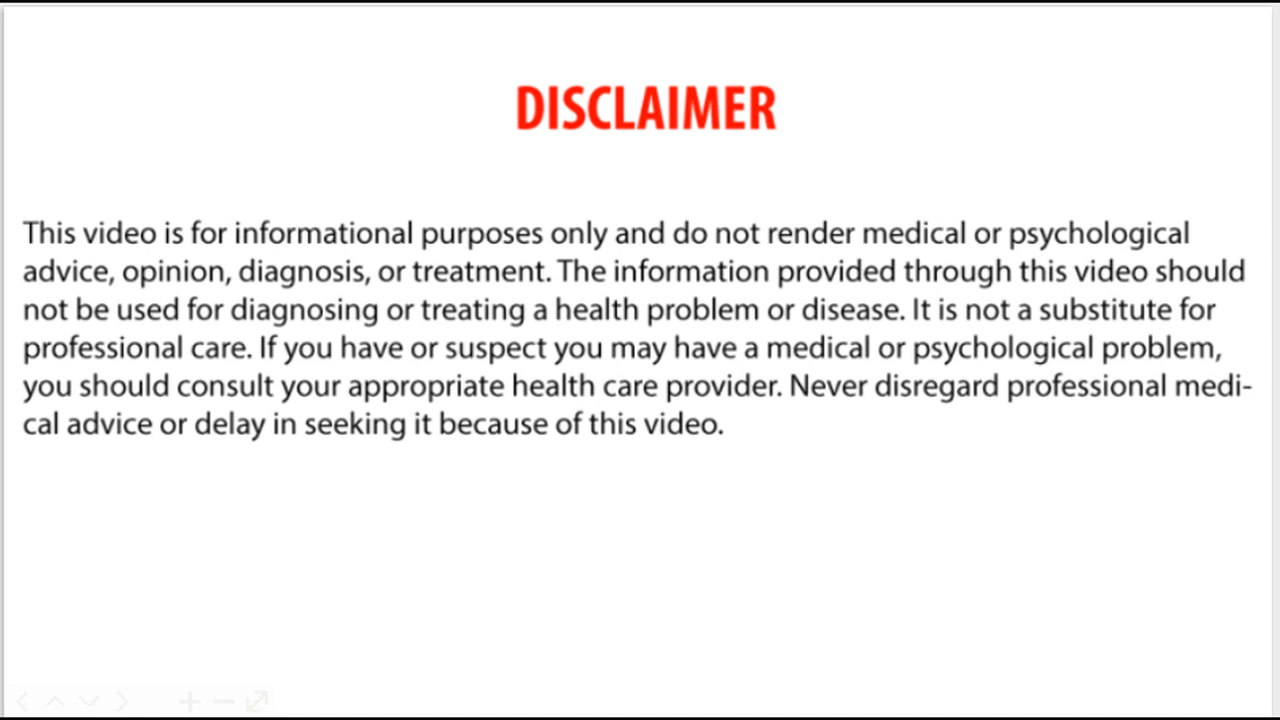 DISCLAIMER
This video is for informational purposes only and do not render medical or psychological
advice, opinion, diagnosis, or treatment. The information provided through this video should
not be used for diagnosing or treating a health problem or disease. It is not a substitute for
professional care. If you have or suspect you may have a medical or psychological problem,
you should consult your appropriate health care provider. Never disregard professional medi-
cal advice or delay in seeking it because of this video.